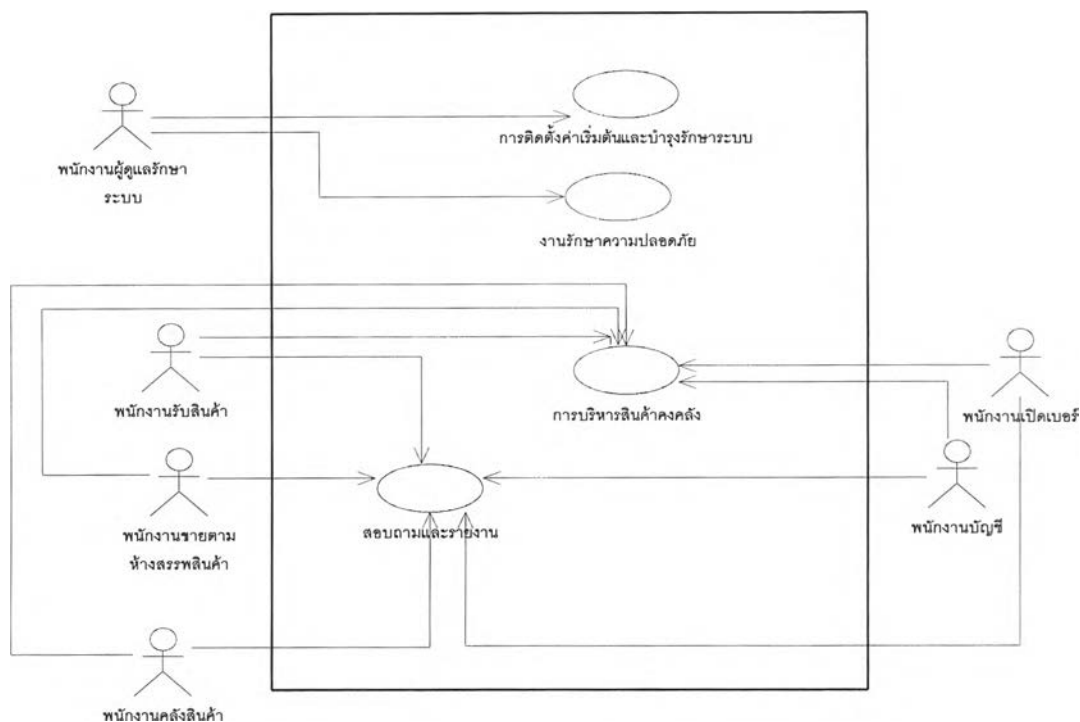 การติดตั้งค่าเริ่มต้นและบำรุงรักษาระบบ
พนักงานผู้ดูแลรักษา
ระบบ
งานรักษาความปลอดภัย
พนักงานรับสินค้า
การบริหารสินค้าคงคลัง
พนักงานเปิดเบอร์
พนักงานขายตาม
ห้างสรรพสินค้า
สอบถามและรายงาน
พนักงานบัญชี
พนักงานคลังสินค้า